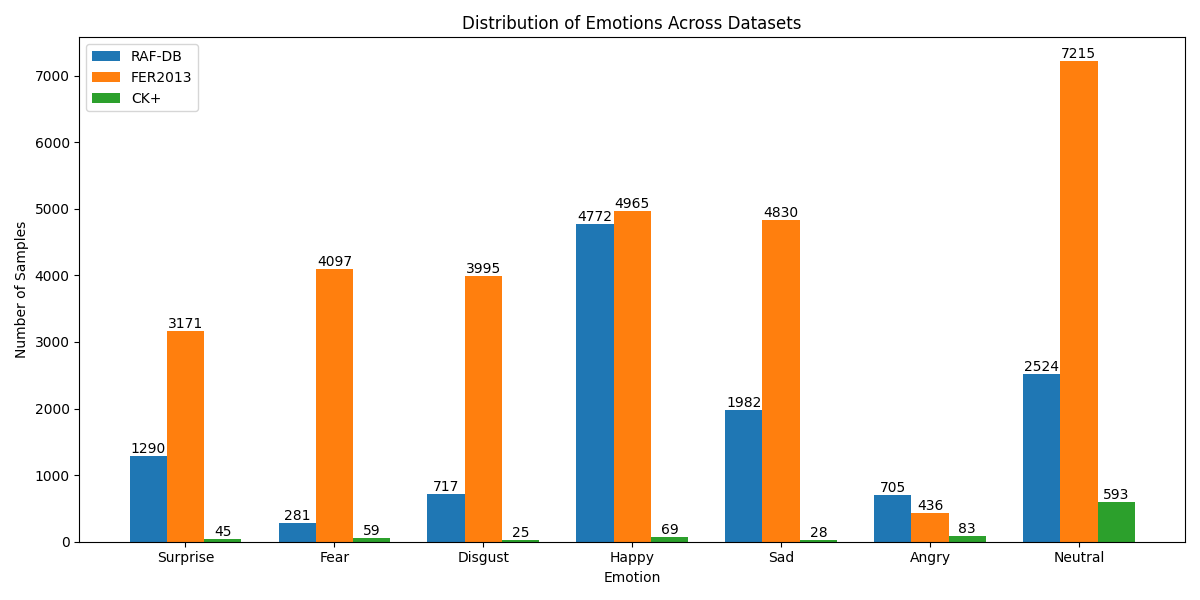 Distribution of Emotions Across Datasets
RAF-DB
FER2013
CK+
Number of Samples
7000
6000
5000
4000
3000
2000
1000
0
1290
3171
45
281
4097
59
717
3995
25
4772
4965
69
1982
4830
28
705
436
83
2524
7215
593
Surprise
Fear
Disgust
Happy
Sad
Angry
Neutral
Emotion